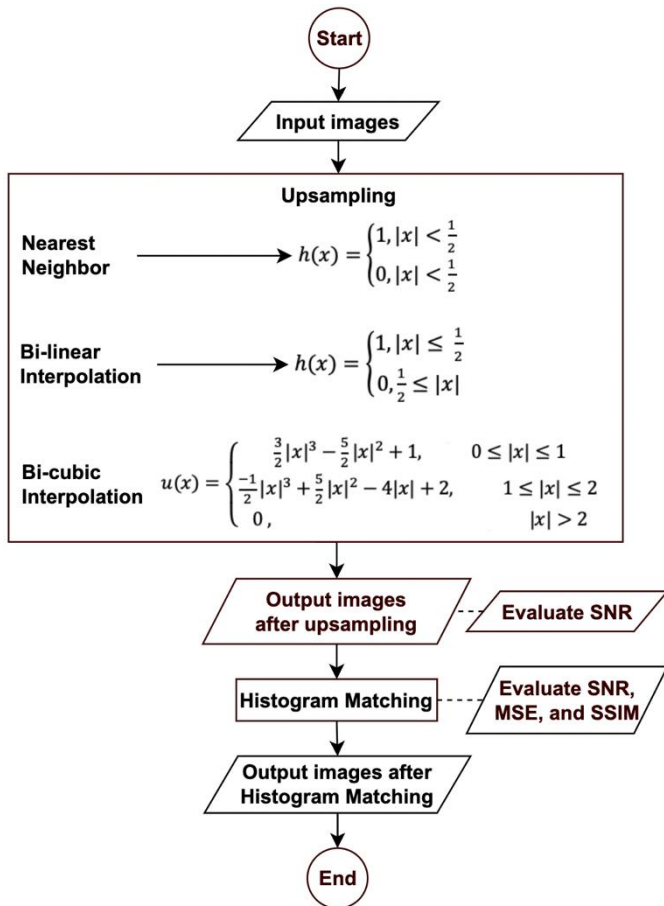 Start
Input images
Upsampling
Nearest
Neighbor
h(x) = {1, |x| < 1/2
0, |x| < 1/2
Bi-linear
Interpolation
h(x) = {1, |x| ≤ 1/2
0, 1/2 ≤ |x|
Bi-cubic
Interpolation
u(x) = { 3/2|x|³ − 5/2|x|² + 1, 0 ≤ |x| ≤ 1
-1/2|x|³ + 5/2|x|² − 4|x| + 2, 1 ≤ |x| ≤ 2
0, |x| > 2
Output images
after upsampling
Evaluate SNR
Histogram Matching
Evaluate SNR,
MSE, and SSIM
Output images after
Histogram Matching
End